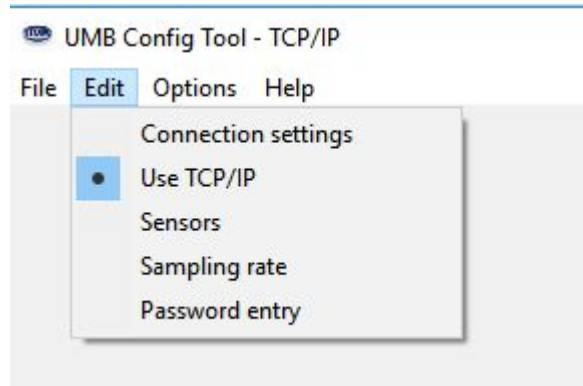 UMB Config Tool - TCP/IP
File Edit Options Help
Connection settings
Use TCP/IP
Sensors
Sampling rate
Password entry